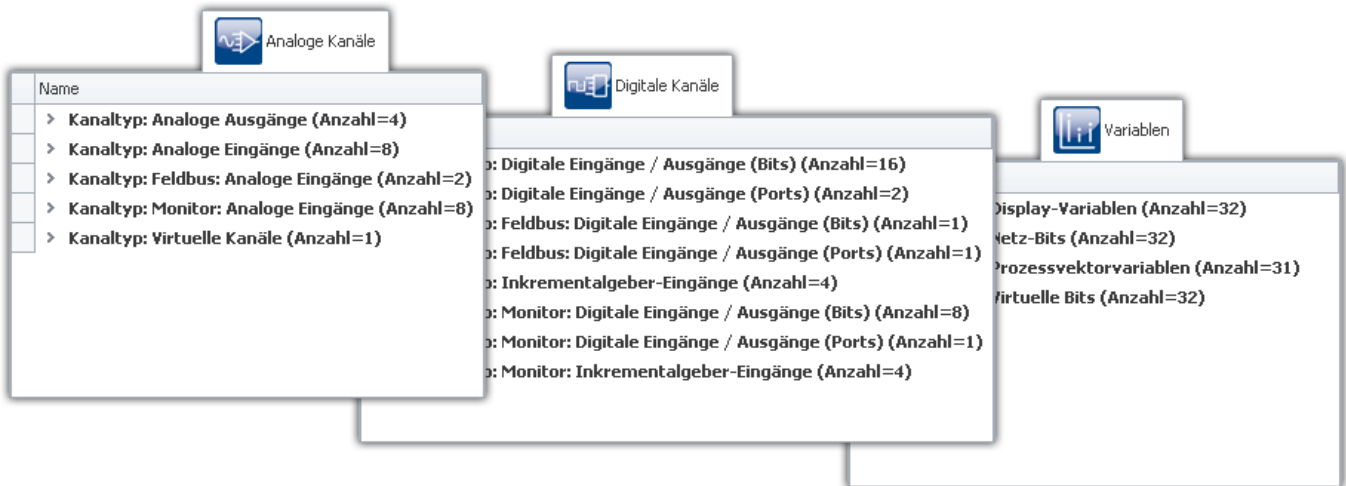 Analoge Kanäle
Name
Kanaltyp: Analoge Ausgänge (Anzahl=4)
Kanaltyp: Analoge Eingänge (Anzahl=8)
Kanaltyp: Feldbus: Analoge Eingänge (Anzahl=2)
Kanaltyp: Monitor: Analoge Eingänge (Anzahl=8)
Kanaltyp: Virtuelle Kanäle (Anzahl=1)
Digitale Kanäle
: Digitale Eingänge / Ausgänge (Bits) (Anzahl=16)
: Digitale Eingänge / Ausgänge (Ports) (Anzahl=2)
: Feldbus: Digitale Eingänge / Ausgänge (Bits) (Anzahl=1)
: Feldbus: Digitale Eingänge / Ausgänge (Ports) (Anzahl=1)
: Inkrementalgeber-Eingänge (Anzahl=4)
: Monitor: Digitale Eingänge / Ausgänge (Bits) (Anzahl=8)
: Monitor: Digitale Eingänge / Ausgänge (Ports) (Anzahl=1)
: Monitor: Inkrementalgeber-Eingänge (Anzahl=4)
Variablen
Display-Variablen (Anzahl=32)
Netz-Bits (Anzahl=32)
Prozessvektorvariablen (Anzahl=31)
Virtuelle Bits (Anzahl=32)